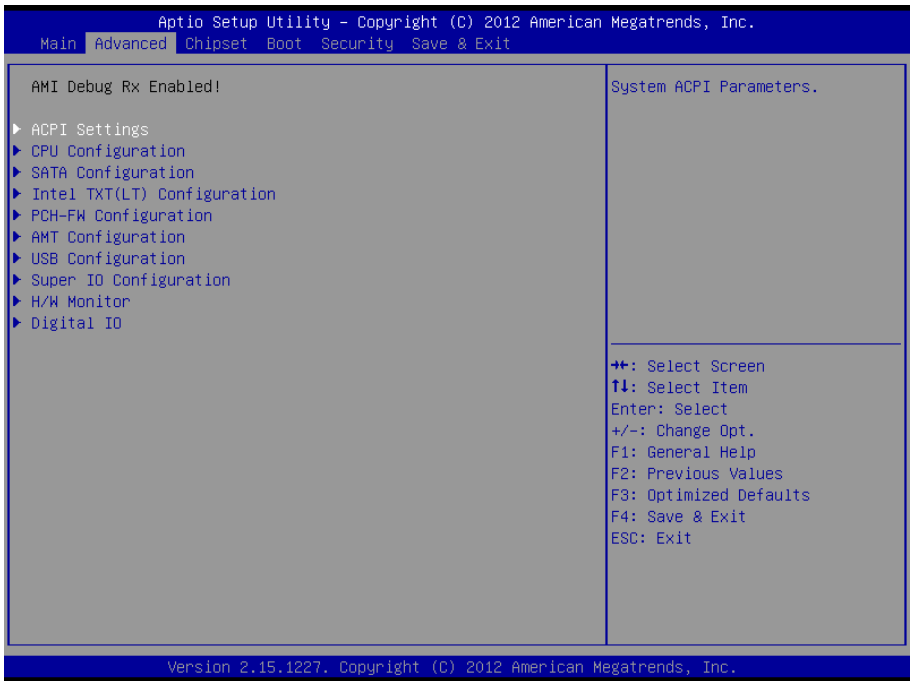 Aptio Setup Utility – Copyright (C) 2012 American Megatrends, Inc.
Main Advanced Chipset Boot Security Save & Exit
AMI Debug Rx Enabled!
▶ ACPI Settings
▶ CPU Configuration
▶ SATA Configuration
▶ Intel TXT(LT) Configuration
▶ PCH-FW Configuration
▶ AMT Configuration
▶ USB Configuration
▶ Super IO Configuration
▶ H/W Monitor
▶ Digital IO
System ACPI Parameters.
→←: Select Screen
↑↓: Select Item
Enter: Select
+/-: Change Opt.
F1: General Help
F2: Previous Values
F3: Optimized Defaults
F4: Save & Exit
ESC: Exit
Version 2.15.1227. Copyright (C) 2012 American Megatrends, Inc.